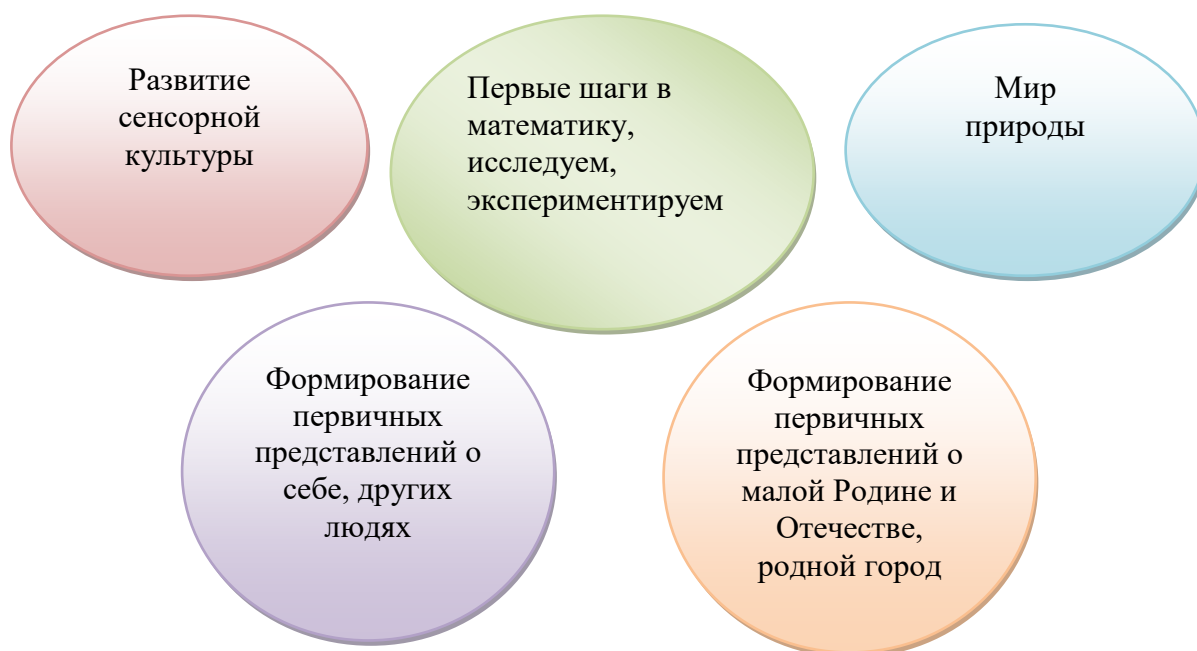 Развитие
сенсорной
культуры
Первые шаги в
математику,
исследуем,
экспериментируем
Мир
природы
Формирование
первичных
представлений о
себе, других
людях
Формирование
первичных
представлений о
малой Родине и
Отечестве,
родной город